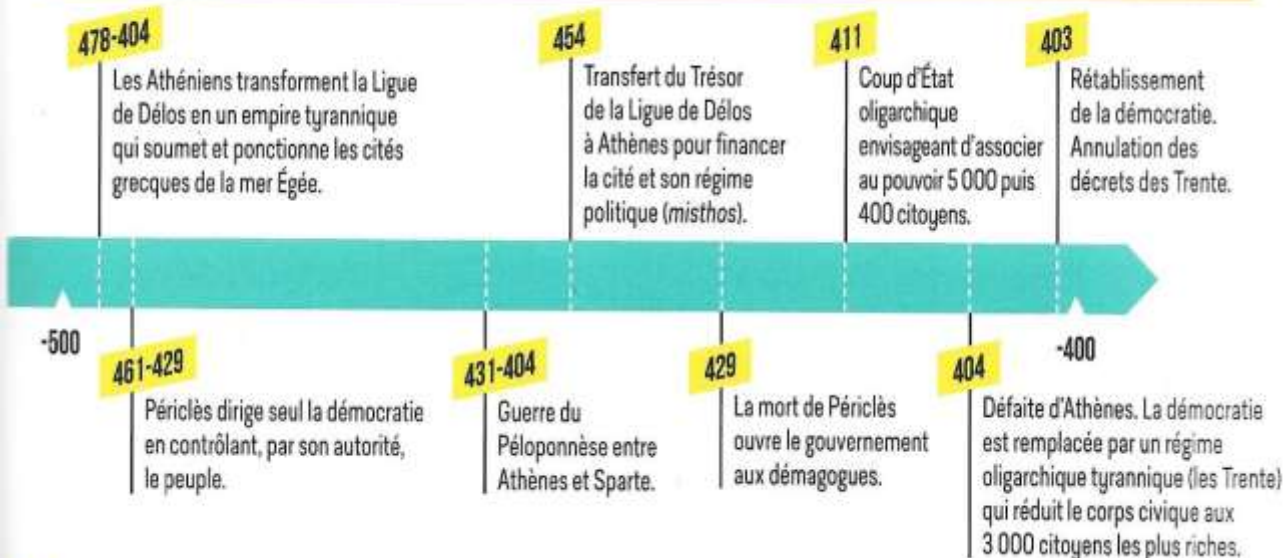 478-404
Les Athéniens transforment la Ligue
de Délos en un empire tyrannique
qui soumet et ponctionne les cités
grecques de la mer Égée.
454
Transfert du Trésor
de la Ligue de Délos
à Athènes pour financer
la cité et son régime
politique (misthos).
411
Coup d'État
oligarchique
envisageant d'associer
au pouvoir 5 000 puis
400 citoyens.
403
Rétablissement
de la démocratie.
Annulation des
décrets des Trente.
-500
-400
461-429
Périclès dirige seul la démocratie
en contrôlant, par son autorité,
le peuple.
431-404
Guerre du
Péloponnèse entre
Athènes et Sparte.
429
La mort de Périclès
ouvre le gouvernement
aux démagogues.
404
Défaite d'Athènes. La démocratie
est remplacée par un régime
oligarchique tyrannique (les Trente)
qui réduit le corps civique aux
3 000 citoyens les plus riches.